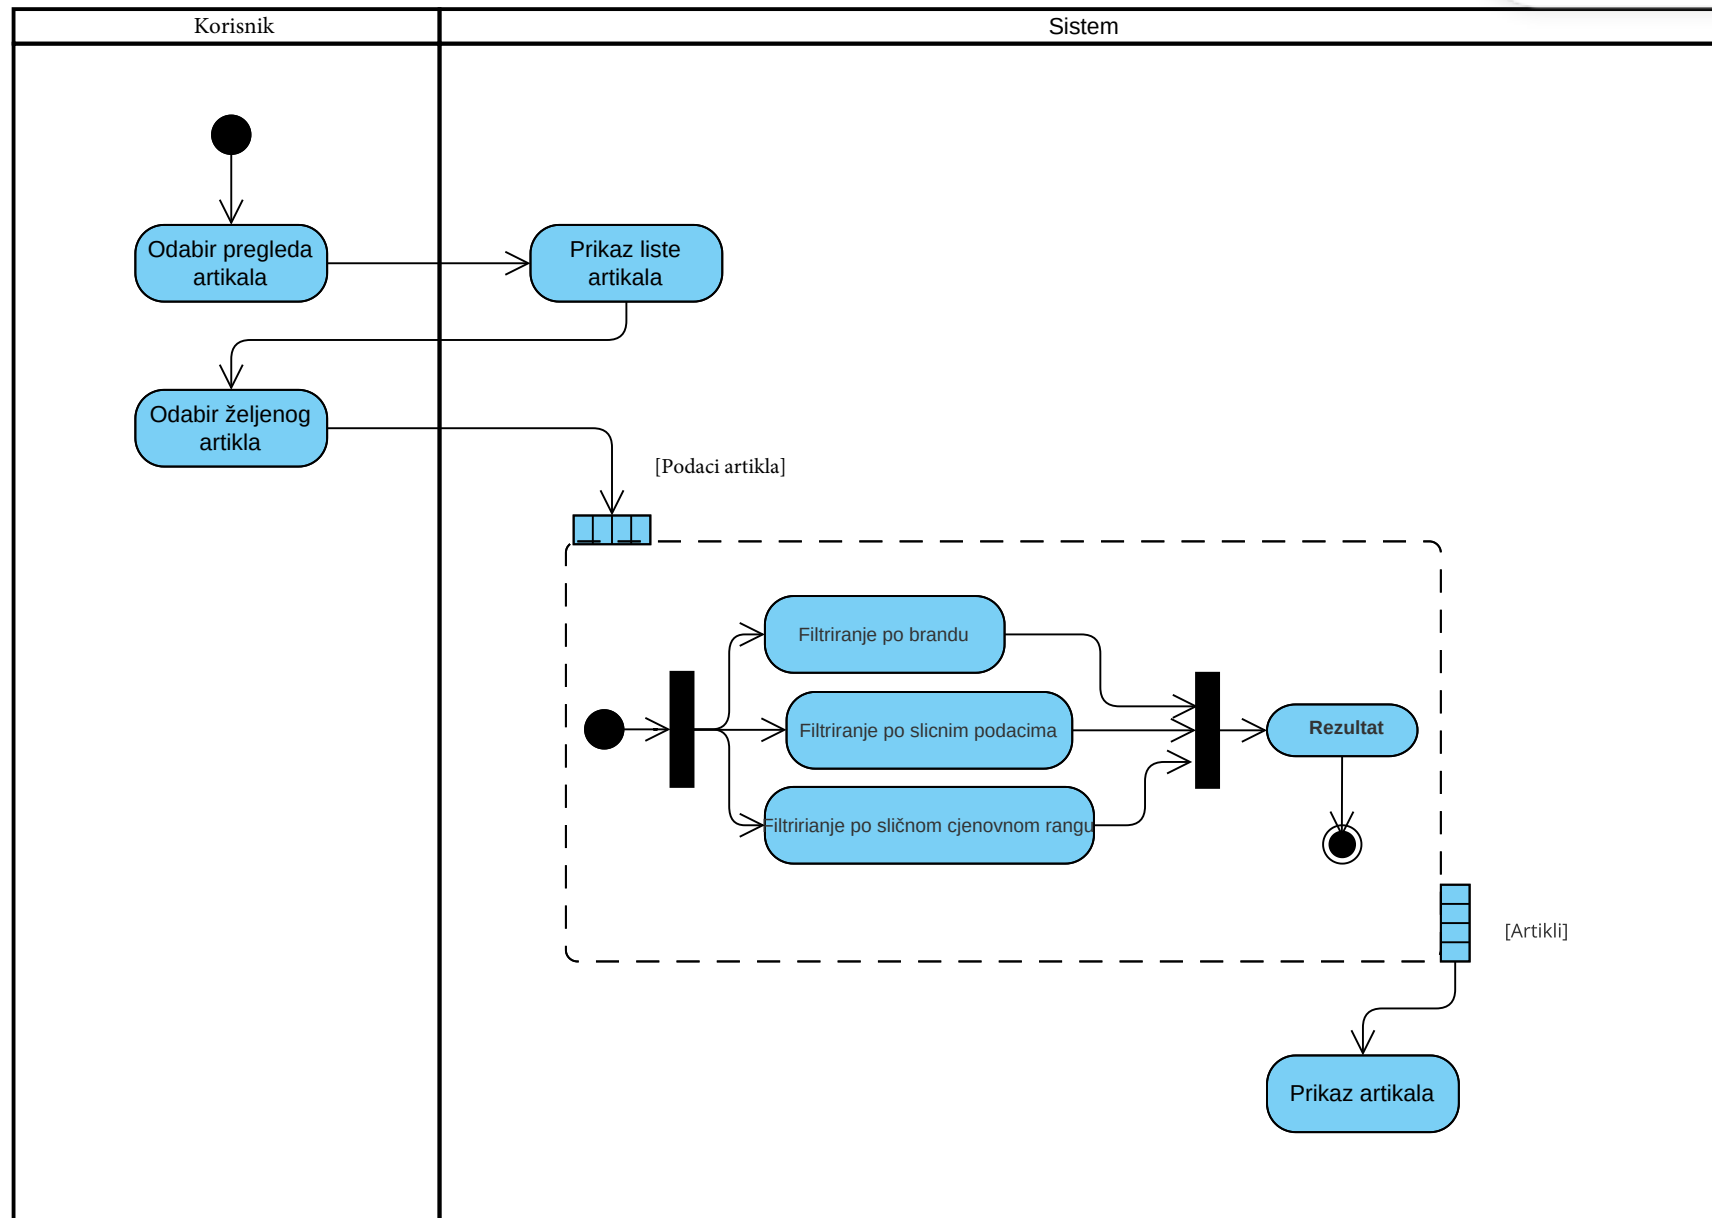 Korisnik
Sistem
Odabir pregleda
artikala
Prikaz liste
artikala
Odabir željenog
artikla
[Podaci artikla]
Filtriranje po brandu
Filtriranje po slicnim podacima
Filtririanje po sličnom cjenovnom rangu
Rezultat
[Artikli]
Prikaz artikala